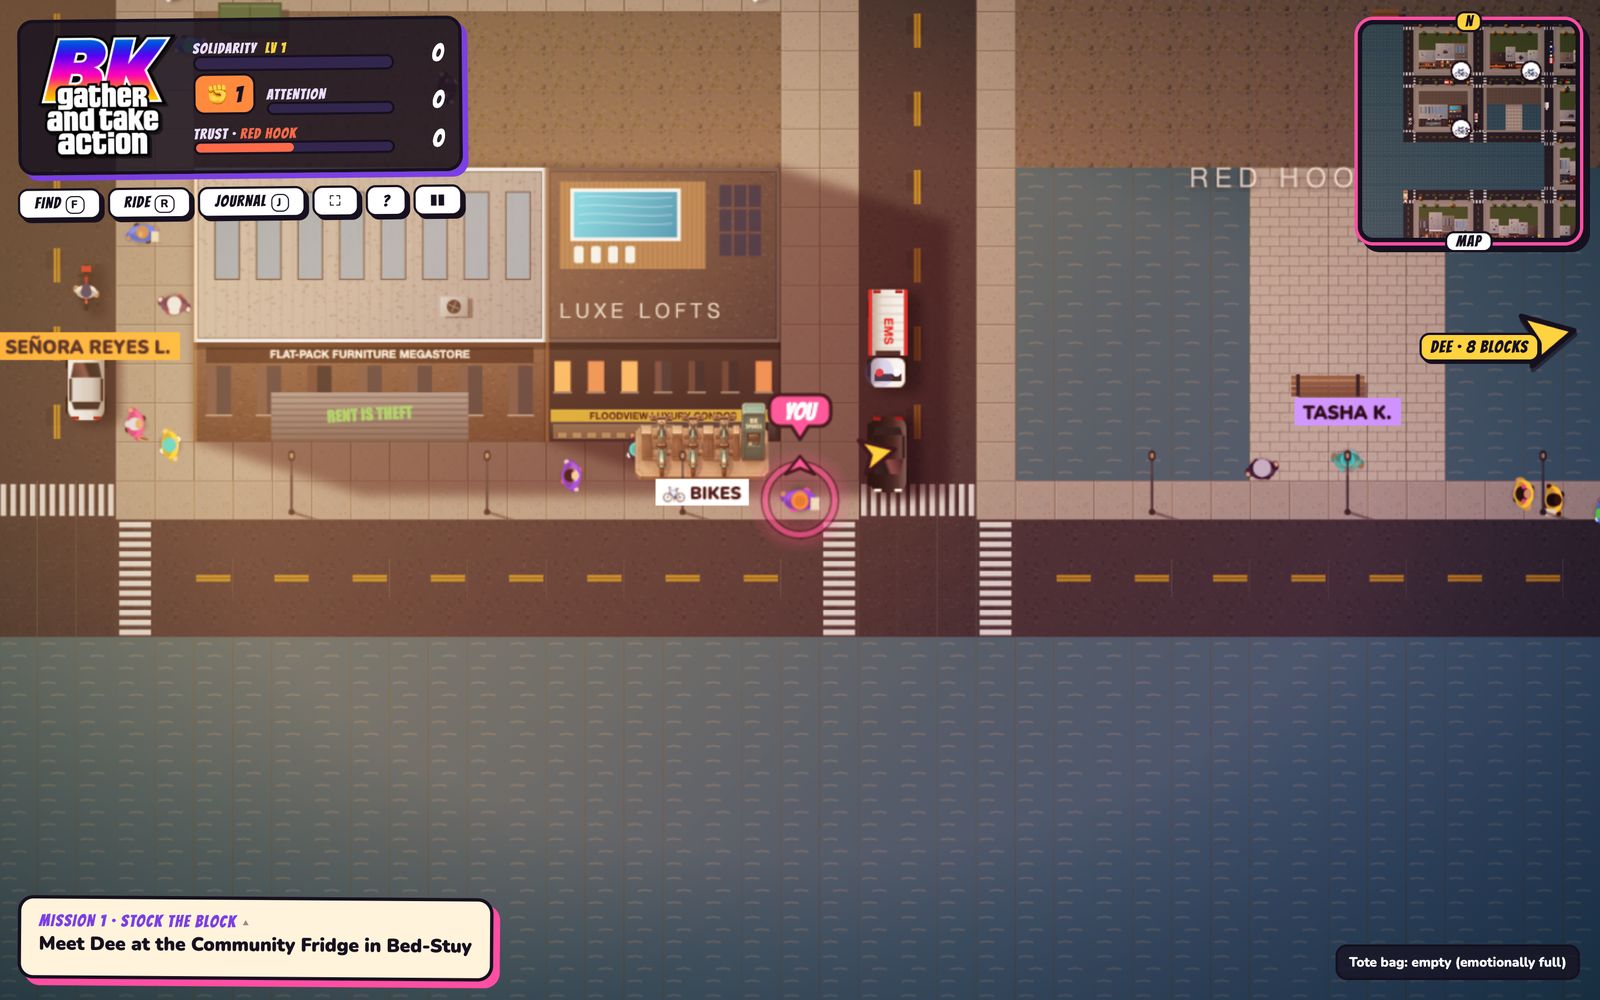 BK
gather
and take
action
SOLIDARITY LV 1
0
1
ATTENTION
0
TRUST · RED HOOK
0
FIND F
RIDE R
JOURNAL J
?
N
MAP
RED HOO
LUXE LOFTS
EMS
SEÑORA REYES L.
FLAT-PACK FURNITURE MEGASTORE
RENT IS THEFT
FLOODVIEW LUXURY CONDOS
YOU
DEE · 8 BLOCKS
TASHA K.
BIKES
MISSION 1 · STOCK THE BLOCK
Meet Dee at the Community Fridge in Bed-Stuy
Tote bag: empty (emotionally full)